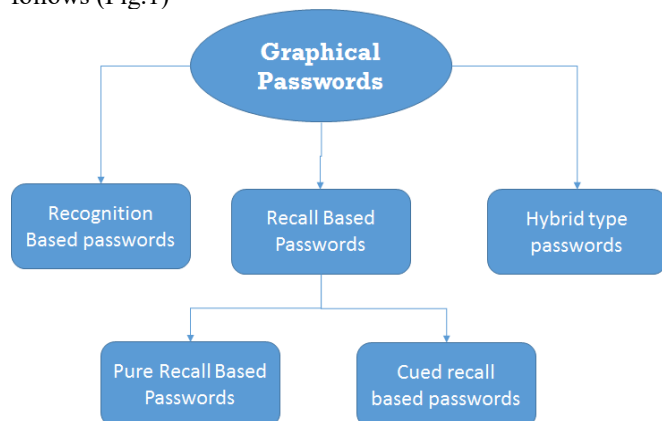 follows (Fig.1)
Graphical
Passwords
Recognition
Based passwords
Recall Based
Passwords
Hybrid type
passwords
Pure Recall Based
Passwords
Cued recall
based passwords